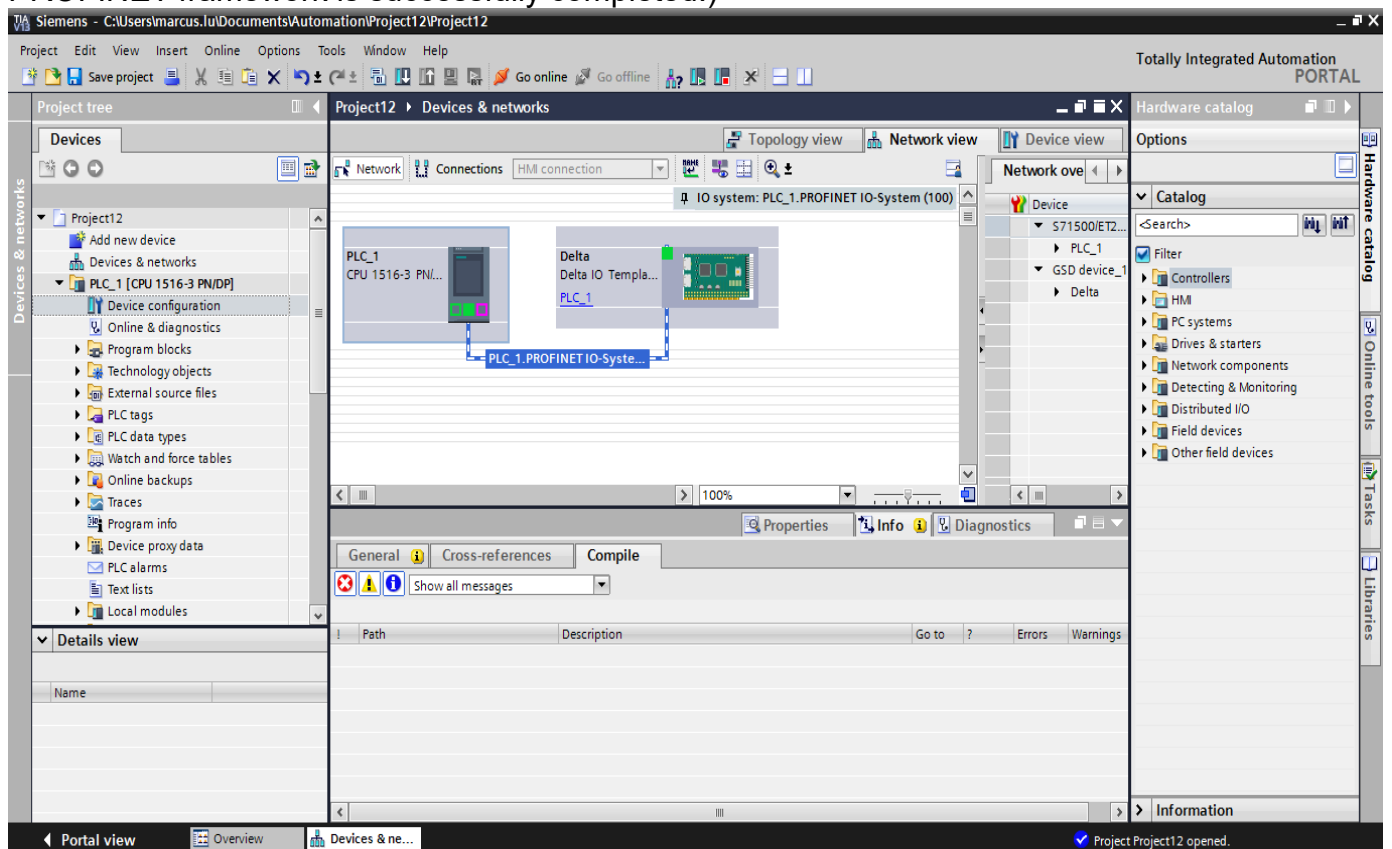 Siemens - C:\Users\marcus.lu\Documents\Automation\Project12\Project12
Project Edit View Insert Online Options Tools Window Help
Totally Integrated Automation
PORTAL
Save project Go online Go offline
Project tree
Project12 Devices & networks
Hardware catalog
Devices
Topology view Network view Device view
Options
Network Connections HMI connection
Network ove
IO system: PLC_1.PROFINET IO-System (100)
Device
Catalog
<Search>
Filter
Controllers
HMI
PC systems
Drives & starters
Network components
Detecting & Monitoring
Distributed I/O
Field devices
Other field devices
Project12
Add new device
Devices & networks
PLC_1 [CPU 1516-3 PN/DP]
Device configuration
Online & diagnostics
Program blocks
Technology objects
External source files
PLC tags
PLC data types
Watch and force tables
Online backups
Traces
Program info
Device proxy data
PLC alarms
Text lists
Local modules
PLC_1
CPU 1516-3 PN/...
Delta
Delta IO Templa...
PLC_1
PLC_1.PROFINET IO-Syste...
S71500/ET2...
PLC_1
GSD device_1
Delta
100%
Properties Info Diagnostics
General Cross-references Compile
Show all messages
! Path Description Go to ? Errors Warnings
Details view
Name
Devices & networks
Hardware catalog
Online tools
Tasks
Libraries
Information
Portal view Overview Devices & ne...
Project Project12 opened.